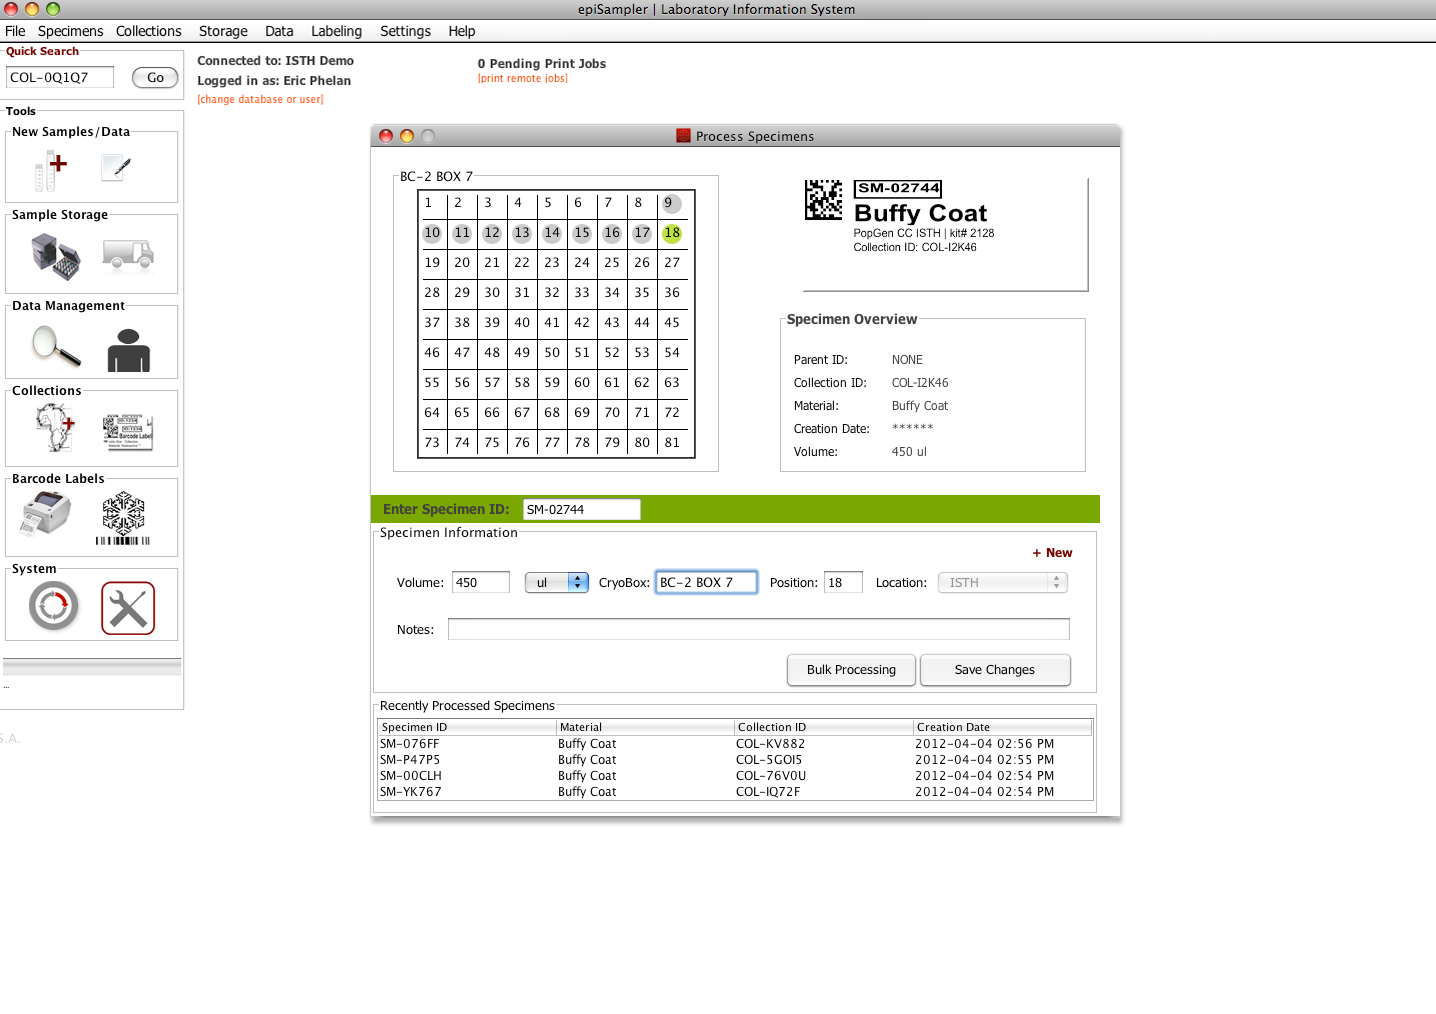 epiSampler | Laboratory Information System
File Specimens Collections Storage Data Labeling Settings Help
Quick Search
COL-0Q1Q7 Go
Connected to: ISTH Demo
Logged in as: Eric Phelan
[change database or user]
0 Pending Print Jobs
[print remote jobs]
Tools
New Samples/Data
Sample Storage
Data Management
Collections
Barcode Labels
System
...
S.A.
Process Specimens
BC-2 BOX 7
1 2 3 4 5 6 7 8 9
10 11 12 13 14 15 16 17 18
19 20 21 22 23 24 25 26 27
28 29 30 31 32 33 34 35 36
37 38 39 40 41 42 43 44 45
46 47 48 49 50 51 52 53 54
55 56 57 58 59 60 61 62 63
64 65 66 67 68 69 70 71 72
73 74 75 76 77 78 79 80 81
SM-02744
Buffy Coat
PopGen CC ISTH | kit# 2128
Collection ID: COL-I2K46
Specimen Overview
Parent ID: NONE
Collection ID: COL-I2K46
Material: Buffy Coat
Creation Date: ******
Volume: 450 ul
Enter Specimen ID: SM-02744
Specimen Information
+ New
Volume: 450 ul CryoBox: BC-2 BOX 7 Position: 18 Location: ISTH
Notes:
Bulk Processing Save Changes
Recently Processed Specimens
Specimen ID Material Collection ID Creation Date
SM-076FF Buffy Coat COL-KV882 2012-04-04 02:56 PM
SM-P47P5 Buffy Coat COL-5GOI5 2012-04-04 02:55 PM
SM-00CLH Buffy Coat COL-76V0U 2012-04-04 02:54 PM
SM-YK767 Buffy Coat COL-IQ72F 2012-04-04 02:54 PM